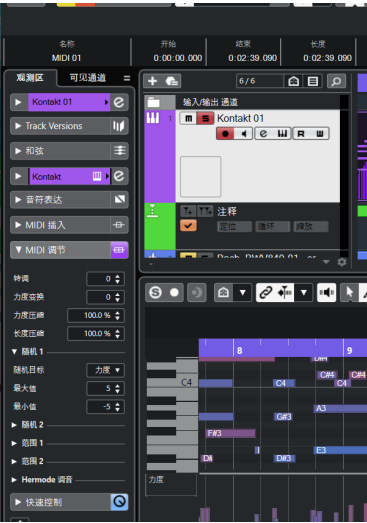 名称 开始 结束 长度
MIDI 01 0:00:00.000 0:02:39.090 0:02:39.090
观测区 可见通道
6/6
Kontakt 01
输入/输出 通道
Track Versions
1 m S Kontakt 01
和弦
R W
Kontakt
音符表达
MIDI 插入
注释
定位 循环 缩放
MIDI 调节
转调 0
力度变换 0
力度压缩 100.0 %
长度压缩 100.0 %
随机 1
随机目标 力度
最大值 5
最小值 -5
随机 2
范围 1
范围 2
Hermode 调音
快速控制
8 9
C#4 C#4
C4 C4 C4
A3
G#3
F#3
E3
D# D#3
力度